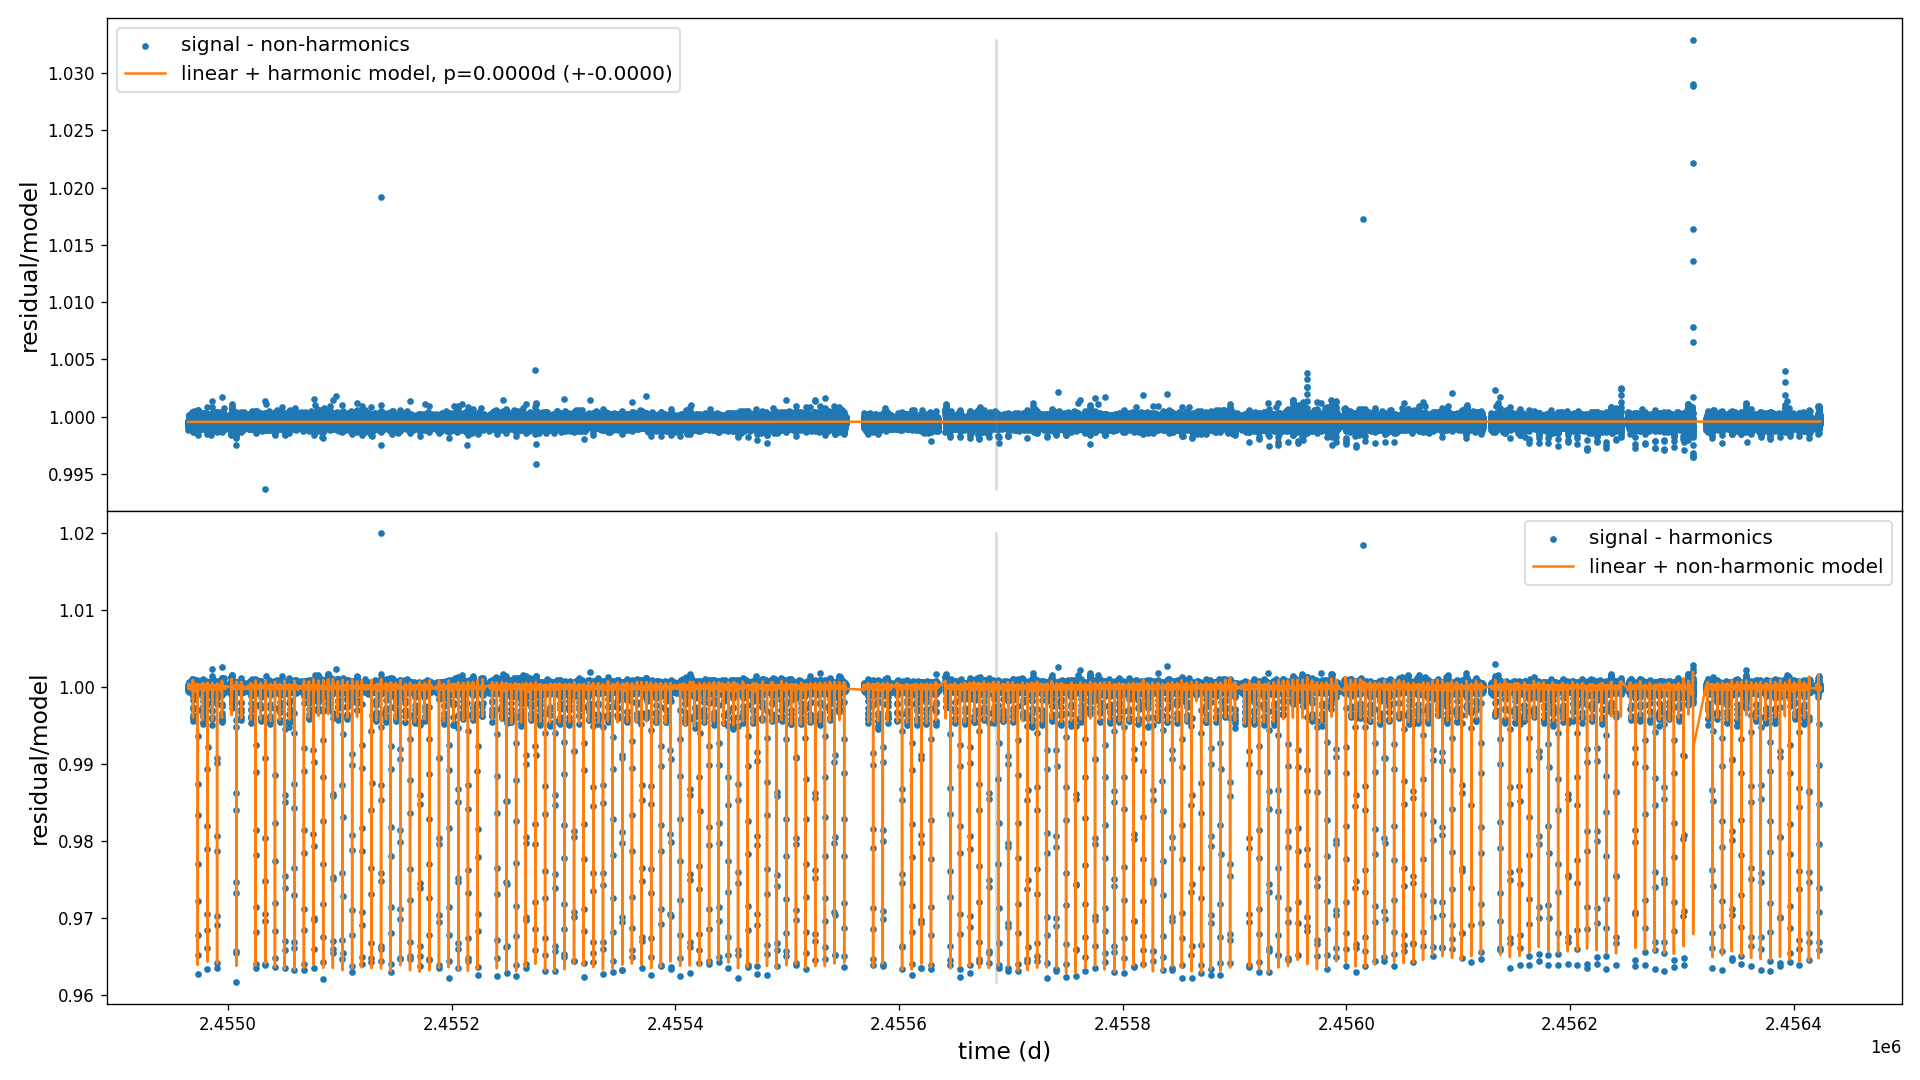 signal - non-harmonics
linear + harmonic model, p=0.0000d (+-0.0000)
1.030
1.025
1.020
1.015
1.010
1.005
1.000
0.995
residual/model
signal - harmonics
linear + non-harmonic model
1.02
1.01
1.00
0.99
0.98
0.97
0.96
residual/model
2.4550
2.4552
2.4554
2.4556
2.4558
2.4560
2.4562
2.4564
1e6
time (d)